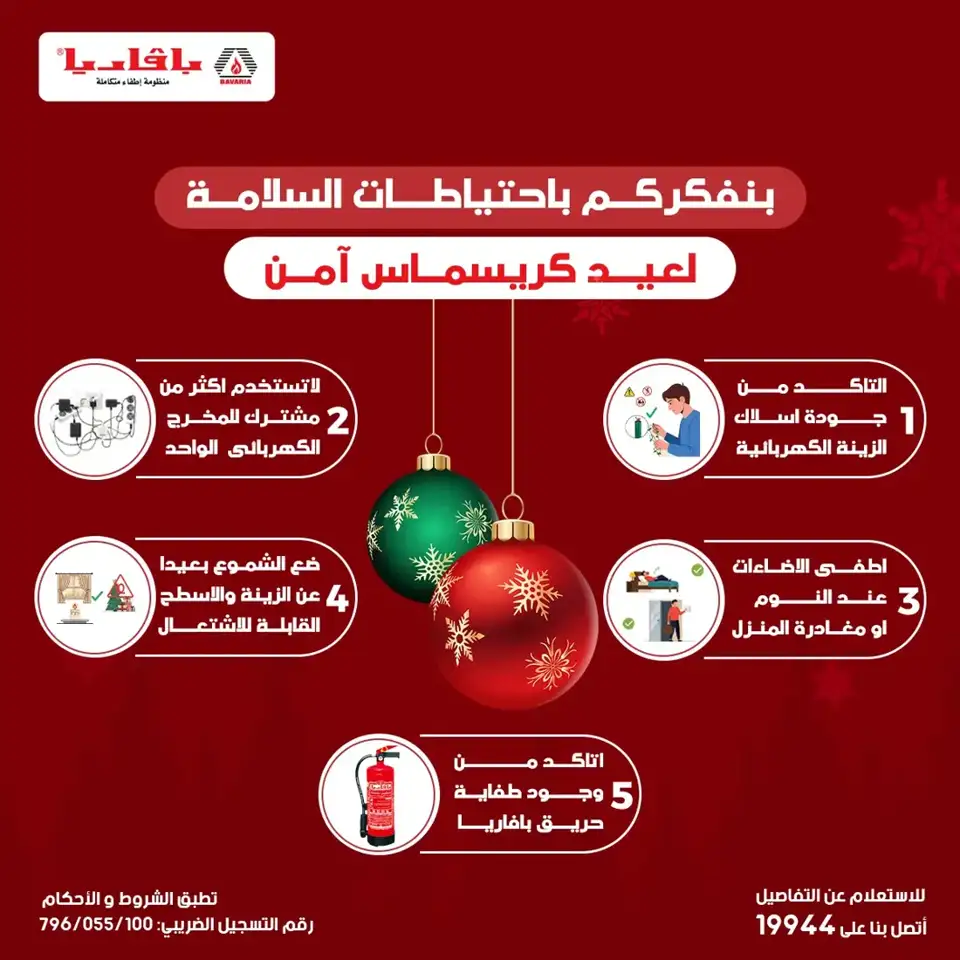 بافاريا®
منظومة إطفاء متكاملة
BAVARIA
بنفكركم باحتياطات السلامة
لعيد كريسماس آمن
1
التاكد من
جودة اسلاك
الزينة الكهربائية
2
لاتستخدم اكثر من
مشترك للمخرج
الكهربائى الواحد
3
اطفى الاضاءات
عند النوم
او مغادرة المنزل
4
ضع الشموع بعيدا
عن الزينة والاسطح
القابلة للاشتعال
5
اتاكد من
وجود طفاية
حريق بافاريا
للاستعلام عن التفاصيل
أتصل بنا على 19944
تطبق الشروط و الأحكام
رقم التسجيل الضريبي: 796/055/100